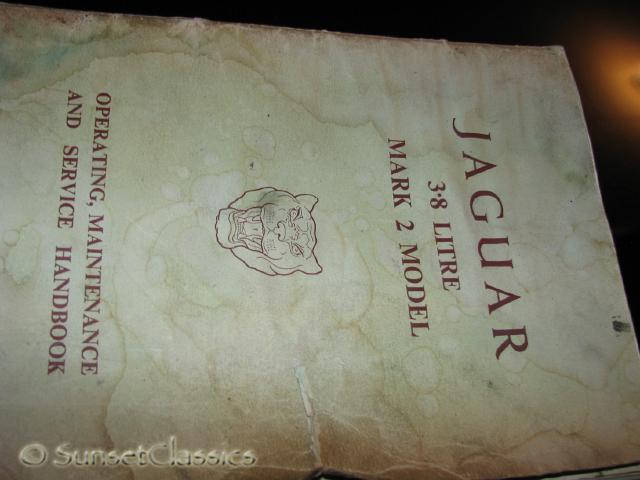 JAGUAR
3·8 LITRE
MARK 2 MODEL
OPERATING, MAINTENANCE
AND SERVICE HANDBOOK
© SunsetClassics